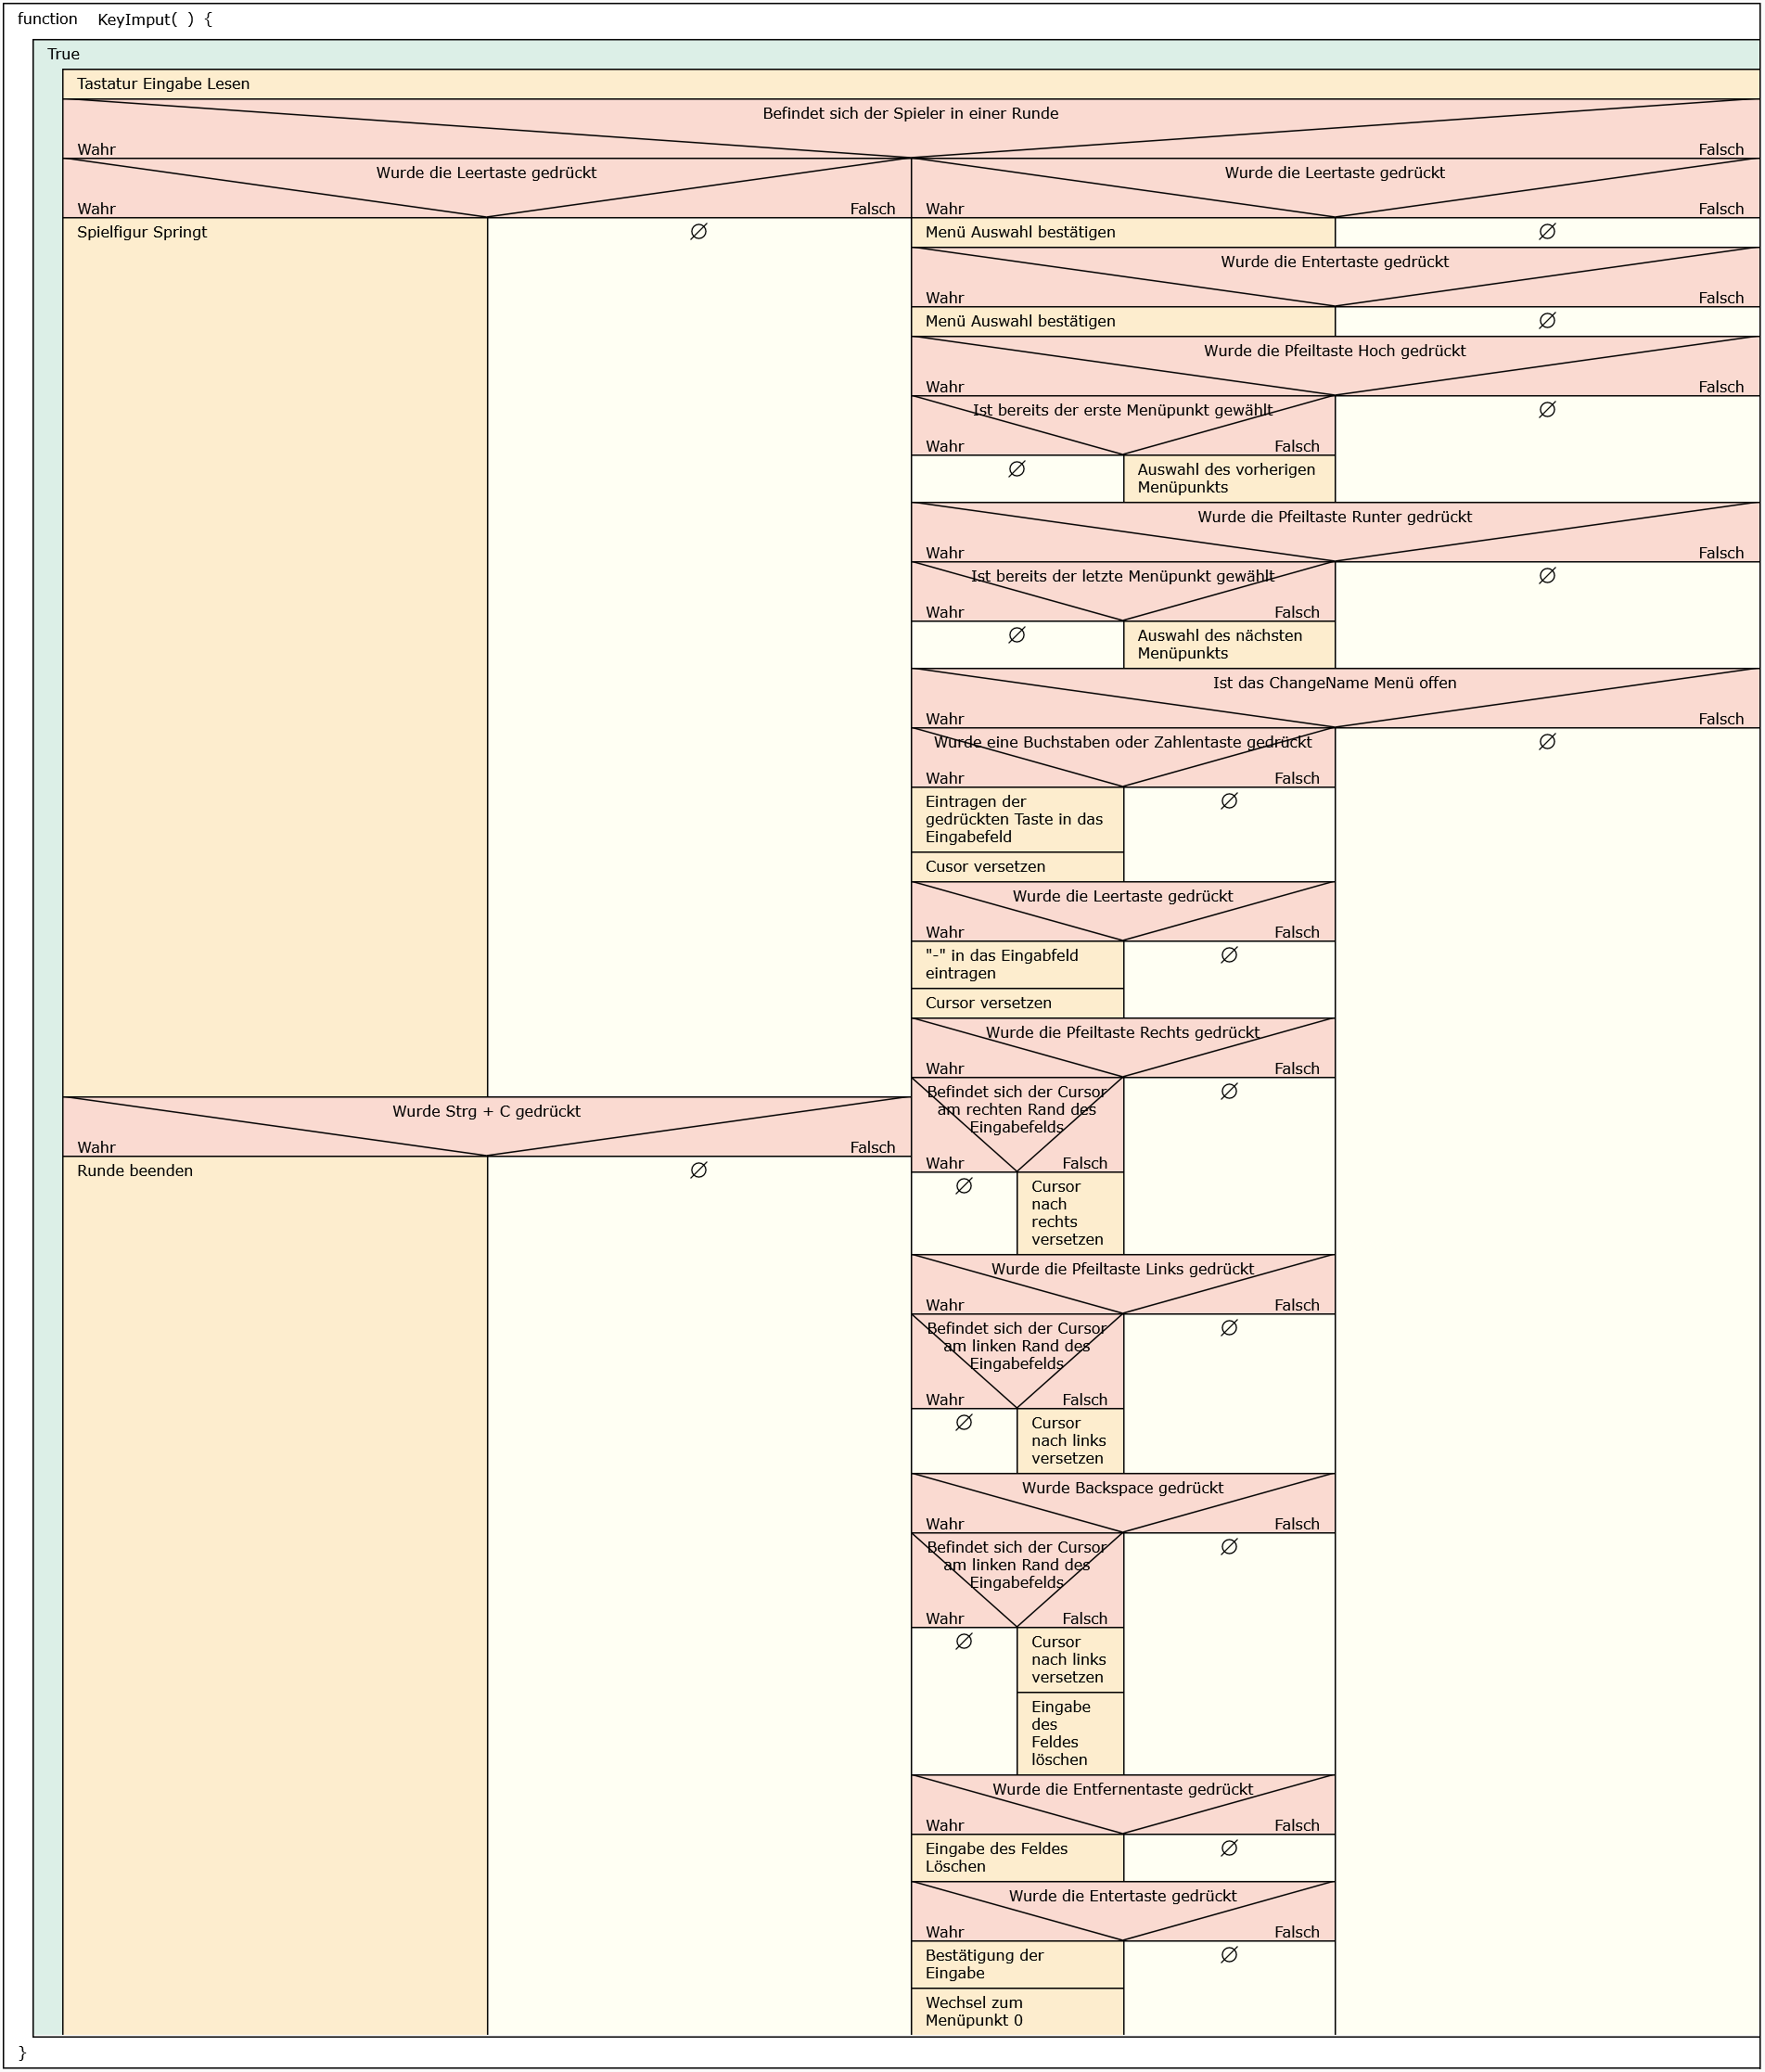 function KeyImput( ) {
True
Tastatur Eingabe Lesen
Befindet sich der Spieler in einer Runde
Wahr
Falsch
Wurde die Leertaste gedrückt
Wahr
Falsch
Spielfigur Springt
∅
Wurde Strg + C gedrückt
Wahr
Falsch
Runde beenden
∅
Wurde die Leertaste gedrückt
Wahr
Falsch
Menü Auswahl bestätigen
∅
Wurde die Entertaste gedrückt
Wahr
Falsch
Menü Auswahl bestätigen
∅
Wurde die Pfeiltaste Hoch gedrückt
Wahr
Falsch
Ist bereits der erste Menüpunkt gewählt
∅
Wahr
Falsch
∅
Auswahl des vorherigen
Menüpunkts
Wurde die Pfeiltaste Runter gedrückt
Wahr
Falsch
Ist bereits der letzte Menüpunkt gewählt
∅
Wahr
Falsch
∅
Auswahl des nächsten
Menüpunkts
Ist das ChangeName Menü offen
Wahr
Falsch
Wurde eine Buchstaben oder Zahlentaste gedrückt
∅
Wahr
Falsch
Eintragen der
gedrückten Taste in das
Eingabefeld
∅
Cusor versetzen
Wurde die Leertaste gedrückt
Wahr
Falsch
"-" in das Eingabfeld
eintragen
∅
Cursor versetzen
Wurde die Pfeiltaste Rechts gedrückt
Wahr
Falsch
Befindet sich der Cursor
am rechten Rand des
Eingabefelds
∅
Wahr
Falsch
∅
Cursor
nach
rechts
versetzen
Wurde die Pfeiltaste Links gedrückt
Wahr
Falsch
Befindet sich der Cursor
am linken Rand des
Eingabefelds
∅
Wahr
Falsch
∅
Cursor
nach links
versetzen
Wurde Backspace gedrückt
Wahr
Falsch
Befindet sich der Cursor
am linken Rand des
Eingabefelds
∅
Wahr
Falsch
∅
Cursor
nach links
versetzen
Eingabe
des
Feldes
löschen
Wurde die Entfernentaste gedrückt
Wahr
Falsch
Eingabe des Feldes
Löschen
∅
Wurde die Entertaste gedrückt
Wahr
Falsch
Bestätigung der
Eingabe
∅
Wechsel zum
Menüpunkt 0
}